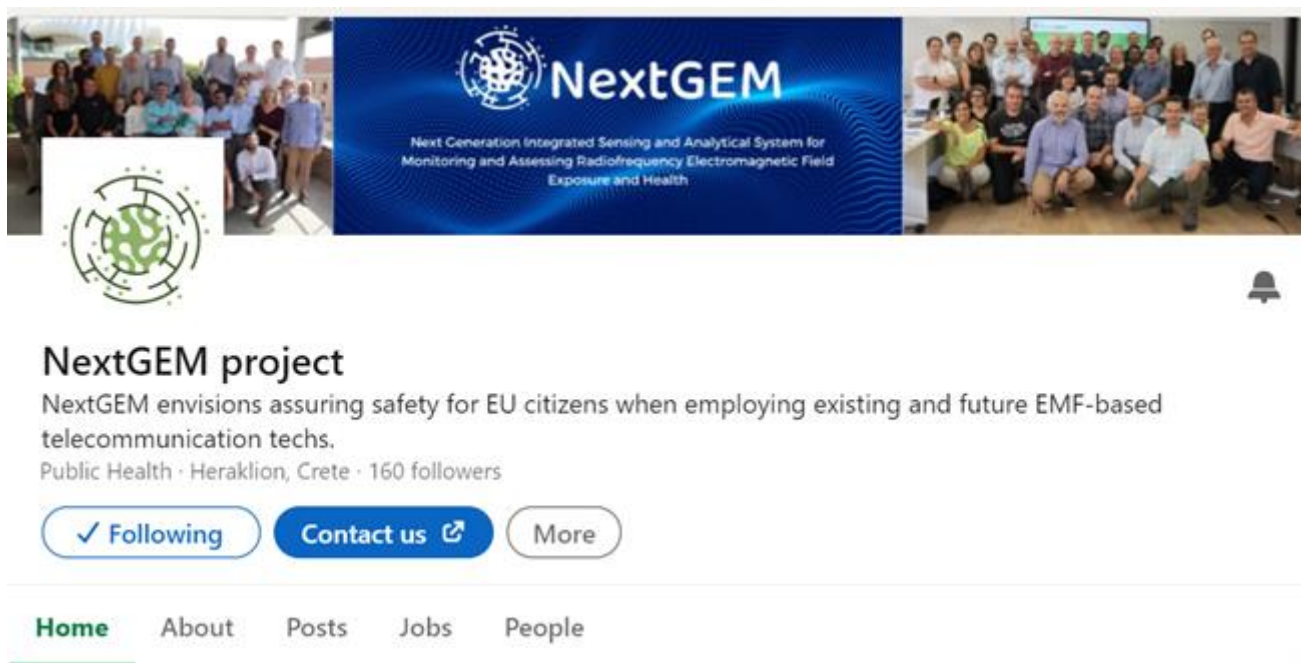 NextGEM
Next Generation Integrated Sensing and Analytical System for
Monitoring and Assessing Radiofrequency Electromagnetic Field
Exposure and Health
NextGEM project
NextGEM envisions assuring safety for EU citizens when employing existing and future EMF-based
telecommunication techs.
Public Health · Heraklion, Crete · 160 followers
✓ Following Contact us More
Home About Posts Jobs People